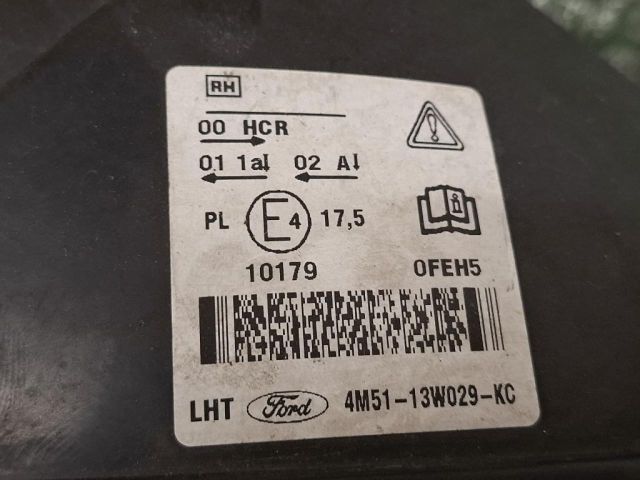 RH
00 HCR
01 1a↓ 02 A↓
PL E4 17,5
10179 0FEH5
LHT Ford 4M51-13W029-KC